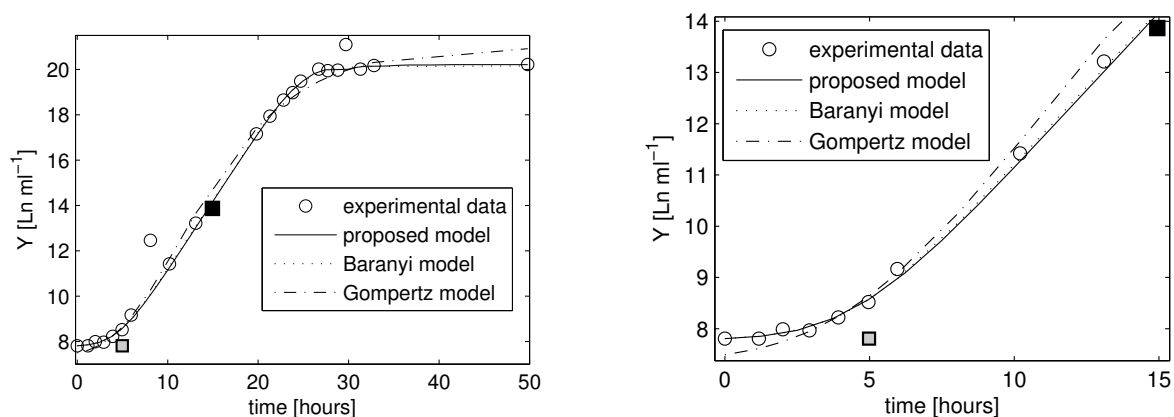 20
18
16
14
12
10
8
Y [Ln ml⁻¹]
experimental data
proposed model
Baranyi model
Gompertz model
0 10 20 30 40 50
time [hours]
14
13
12
11
10
9
8
Y [Ln ml⁻¹]
experimental data
proposed model
Baranyi model
Gompertz model
0 5 10 15
time [hours]